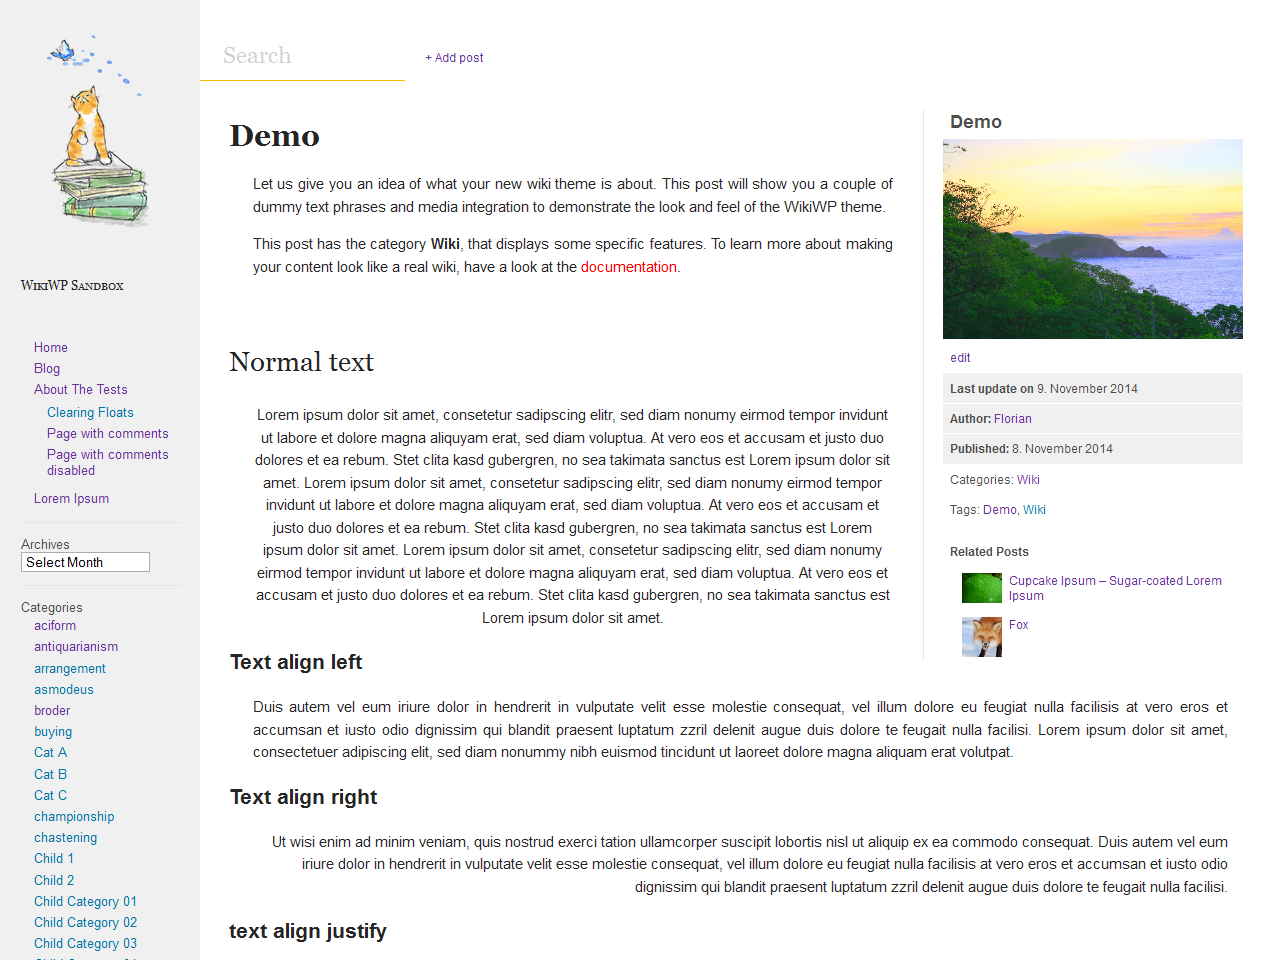 WikiWP Sandbox
Home
Blog
About The Tests
Clearing Floats
Page with comments
Page with comments
disabled
Lorem Ipsum
Archives
Select Month
Categories
aciform
antiquarianism
arrangement
asmodeus
broder
buying
Cat A
Cat B
Cat C
championship
chastening
Child 1
Child 2
Child Category 01
Child Category 02
Child Category 03
Search
+ Add post
Demo
Let us give you an idea of what your new wiki theme is about. This post will show you a couple of
dummy text phrases and media integration to demonstrate the look and feel of the WikiWP theme.
This post has the category Wiki, that displays some specific features. To learn more about making
your content look like a real wiki, have a look at the documentation.
Normal text
Lorem ipsum dolor sit amet, consetetur sadipscing elitr, sed diam nonumy eirmod tempor invidunt
ut labore et dolore magna aliquyam erat, sed diam voluptua. At vero eos et accusam et justo duo
dolores et ea rebum. Stet clita kasd gubergren, no sea takimata sanctus est Lorem ipsum dolor sit
amet. Lorem ipsum dolor sit amet, consetetur sadipscing elitr, sed diam nonumy eirmod tempor
invidunt ut labore et dolore magna aliquyam erat, sed diam voluptua. At vero eos et accusam et
justo duo dolores et ea rebum. Stet clita kasd gubergren, no sea takimata sanctus est Lorem
ipsum dolor sit amet. Lorem ipsum dolor sit amet, consetetur sadipscing elitr, sed diam nonumy
eirmod tempor invidunt ut labore et dolore magna aliquyam erat, sed diam voluptua. At vero eos et
accusam et justo duo dolores et ea rebum. Stet clita kasd gubergren, no sea takimata sanctus est
Lorem ipsum dolor sit amet.
Text align left
Duis autem vel eum iriure dolor in hendrerit in vulputate velit esse molestie consequat, vel illum dolore eu feugiat nulla facilisis at vero eros et
accumsan et iusto odio dignissim qui blandit praesent luptatum zzril delenit augue duis dolore te feugait nulla facilisi. Lorem ipsum dolor sit amet,
consectetuer adipiscing elit, sed diam nonummy nibh euismod tincidunt ut laoreet dolore magna aliquam erat volutpat.
Text align right
Ut wisi enim ad minim veniam, quis nostrud exerci tation ullamcorper suscipit lobortis nisl ut aliquip ex ea commodo consequat. Duis autem vel eum
iriure dolor in hendrerit in vulputate velit esse molestie consequat, vel illum dolore eu feugiat nulla facilisis at vero eros et accumsan et iusto odio
dignissim qui blandit praesent luptatum zzril delenit augue duis dolore te feugait nulla facilisi.
text align justify
Demo
edit
Last update on 9. November 2014
Author: Florian
Published: 8. November 2014
Categories: Wiki
Tags: Demo, Wiki
Related Posts
Cupcake Ipsum – Sugar-coated Lorem
Ipsum
Fox